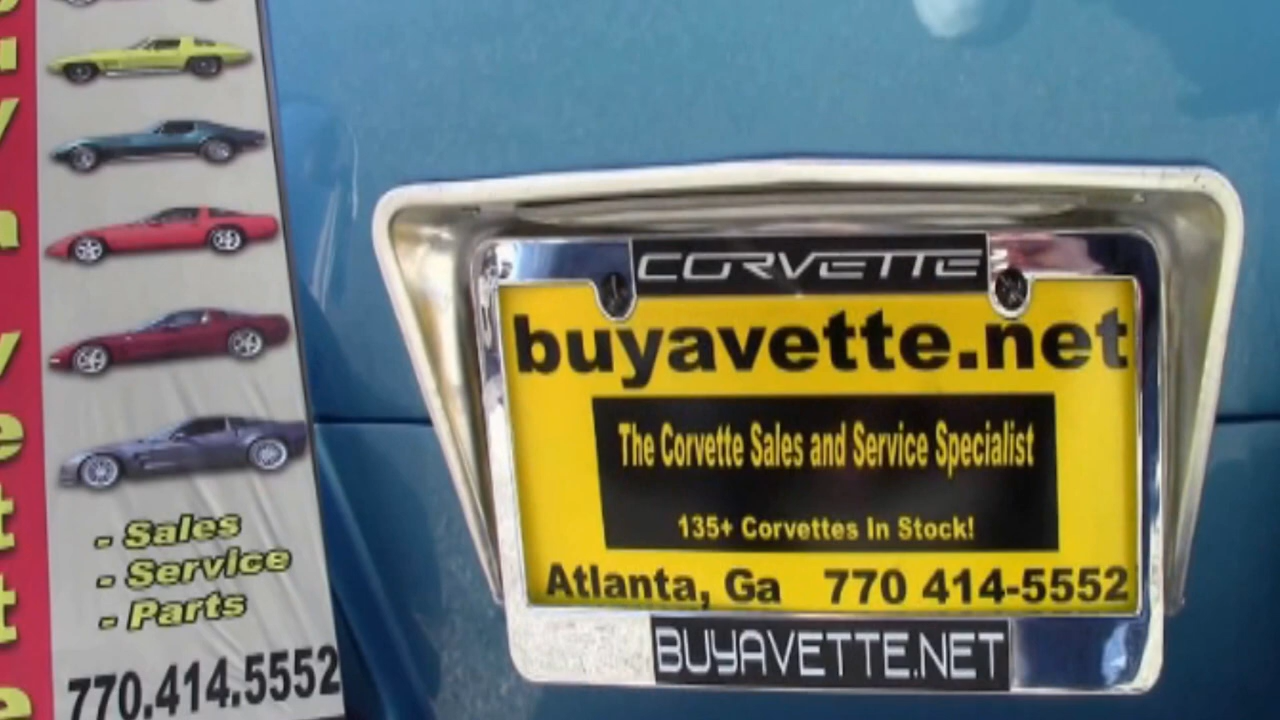 - Sales
- Service
- Parts
770.414.5552
CORVETTE
buyavette.net
The Corvette Sales and Service Specialist
135+ Corvettes In Stock!
Atlanta, Ga 770 414-5552
BUYAVETTE.NET